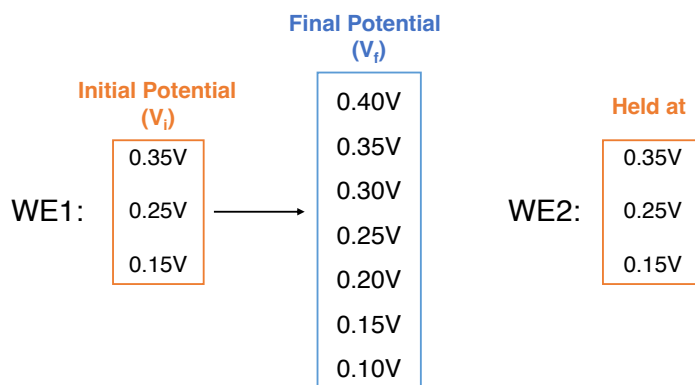 Final Potential
(Vf)
Initial Potential
(Vi)
Held at
WE1:
0.35V
0.25V
0.15V
0.40V
0.35V
0.30V
0.25V
0.20V
0.15V
0.10V
WE2:
0.35V
0.25V
0.15V